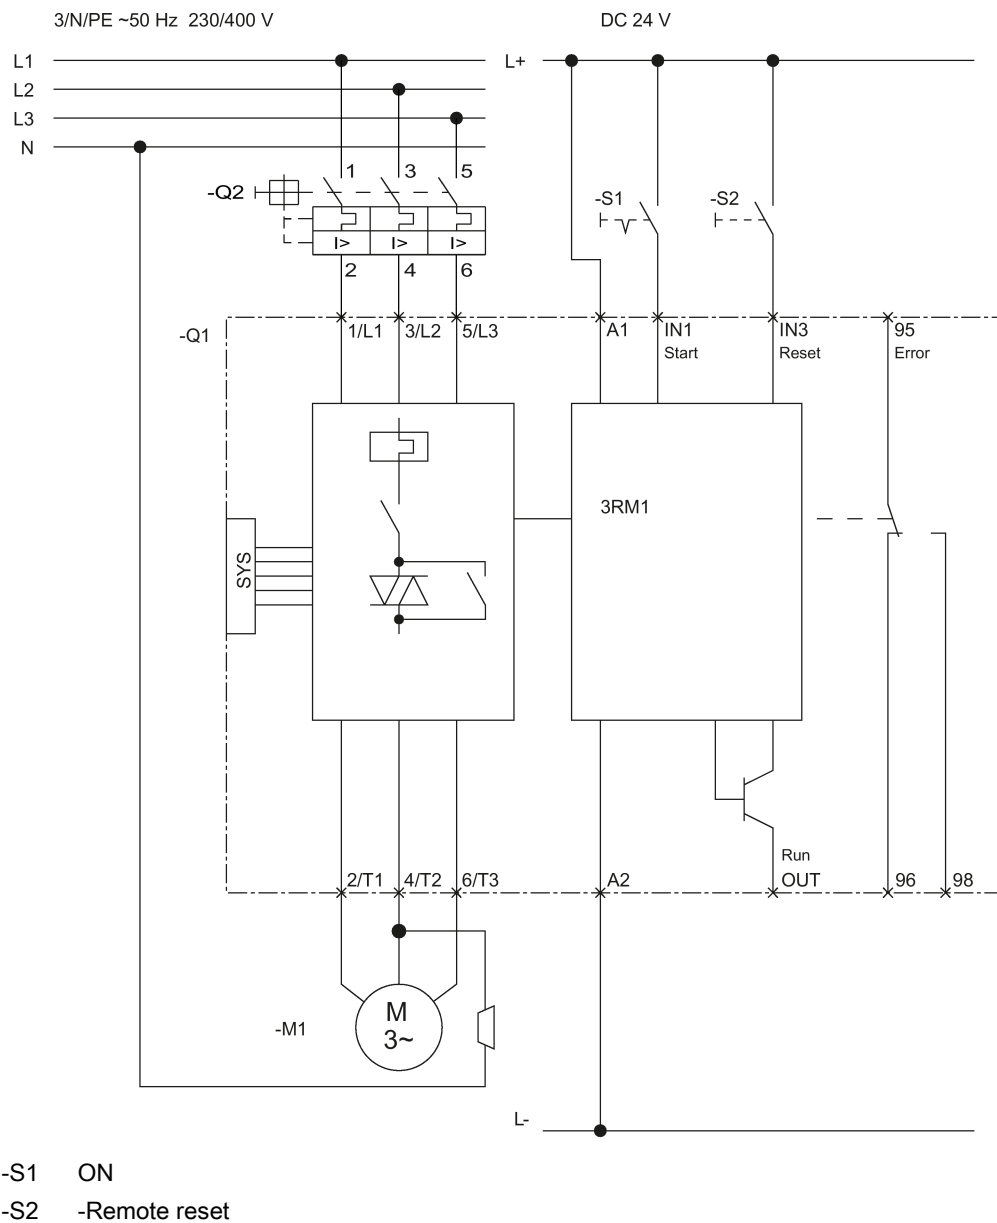 3/N/PE ~50 Hz 230/400 V
DC 24 V
L1
L+
L2
L3
N
1 3 5
-Q2
-S1
-S2
I> I> I>
2 4 6
-Q1
1/L1 3/L2 5/L3
A1 IN1 IN3 95
Start Reset Error
3RM1
SYS
Run
2/T1 4/T2 6/T3
A2 OUT 96 98
M
3~
-M1
L-
-S1 ON
-S2 -Remote reset